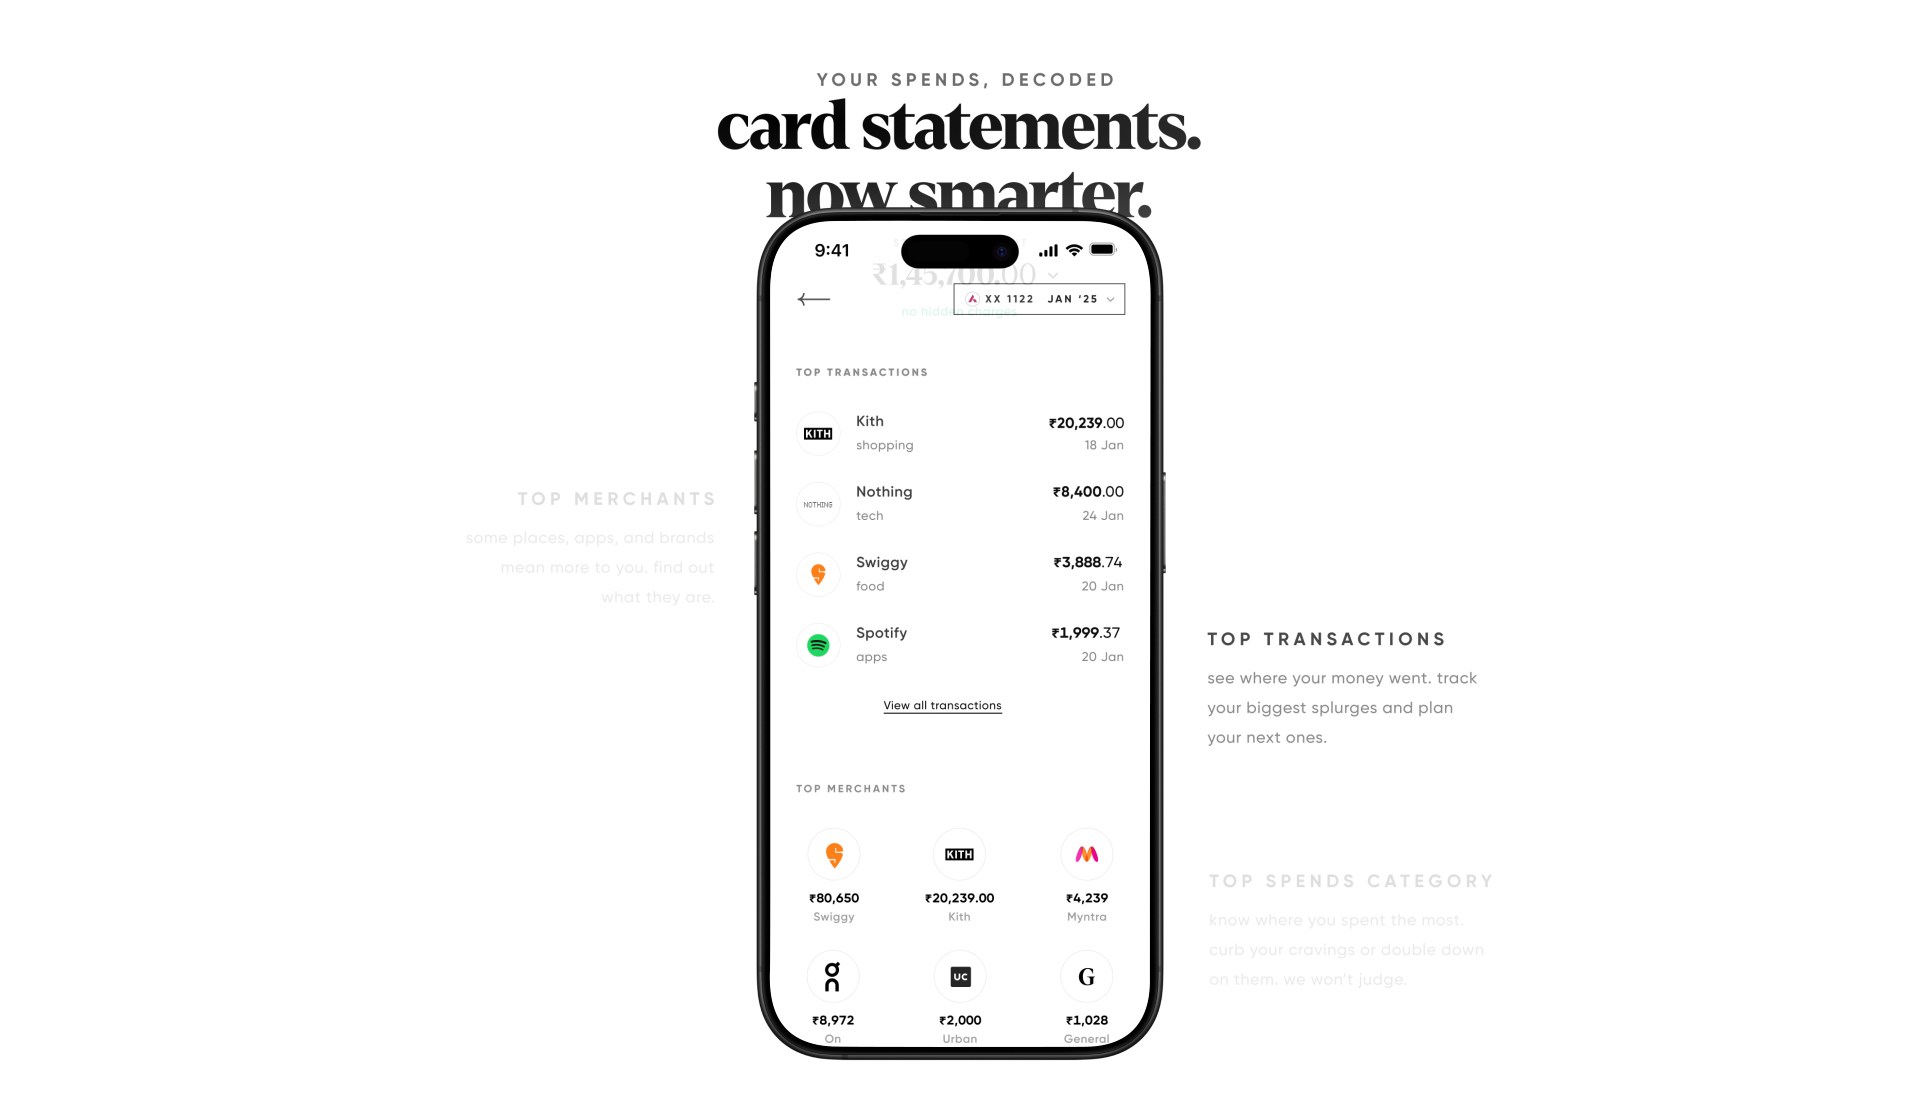 YOUR SPENDS, DECODED
card statements.
now smarter.
9:41
₹1,45,700.00
XX 1122 JAN '25
no hidden charges
TOP TRANSACTIONS
KITH
Kith
₹20,239.00
shopping
18 Jan
NOTHING
Nothing
₹8,400.00
tech
24 Jan
Swiggy
₹3,888.74
food
20 Jan
Spotify
₹1,999.37
apps
20 Jan
View all transactions
TOP MERCHANTS
KITH
₹80,650
₹20,239.00
₹4,239
Swiggy
Kith
Myntra
UC
G
₹8,972
₹2,000
₹1,028
On
Urban
General
TOP MERCHANTS
some places, apps, and brands
mean more to you. find out
what they are.
TOP TRANSACTIONS
see where your money went. track
your biggest splurges and plan
your next ones.
TOP SPENDS CATEGORY
know where you spent the most.
curb your cravings or double down
on them. we won't judge.